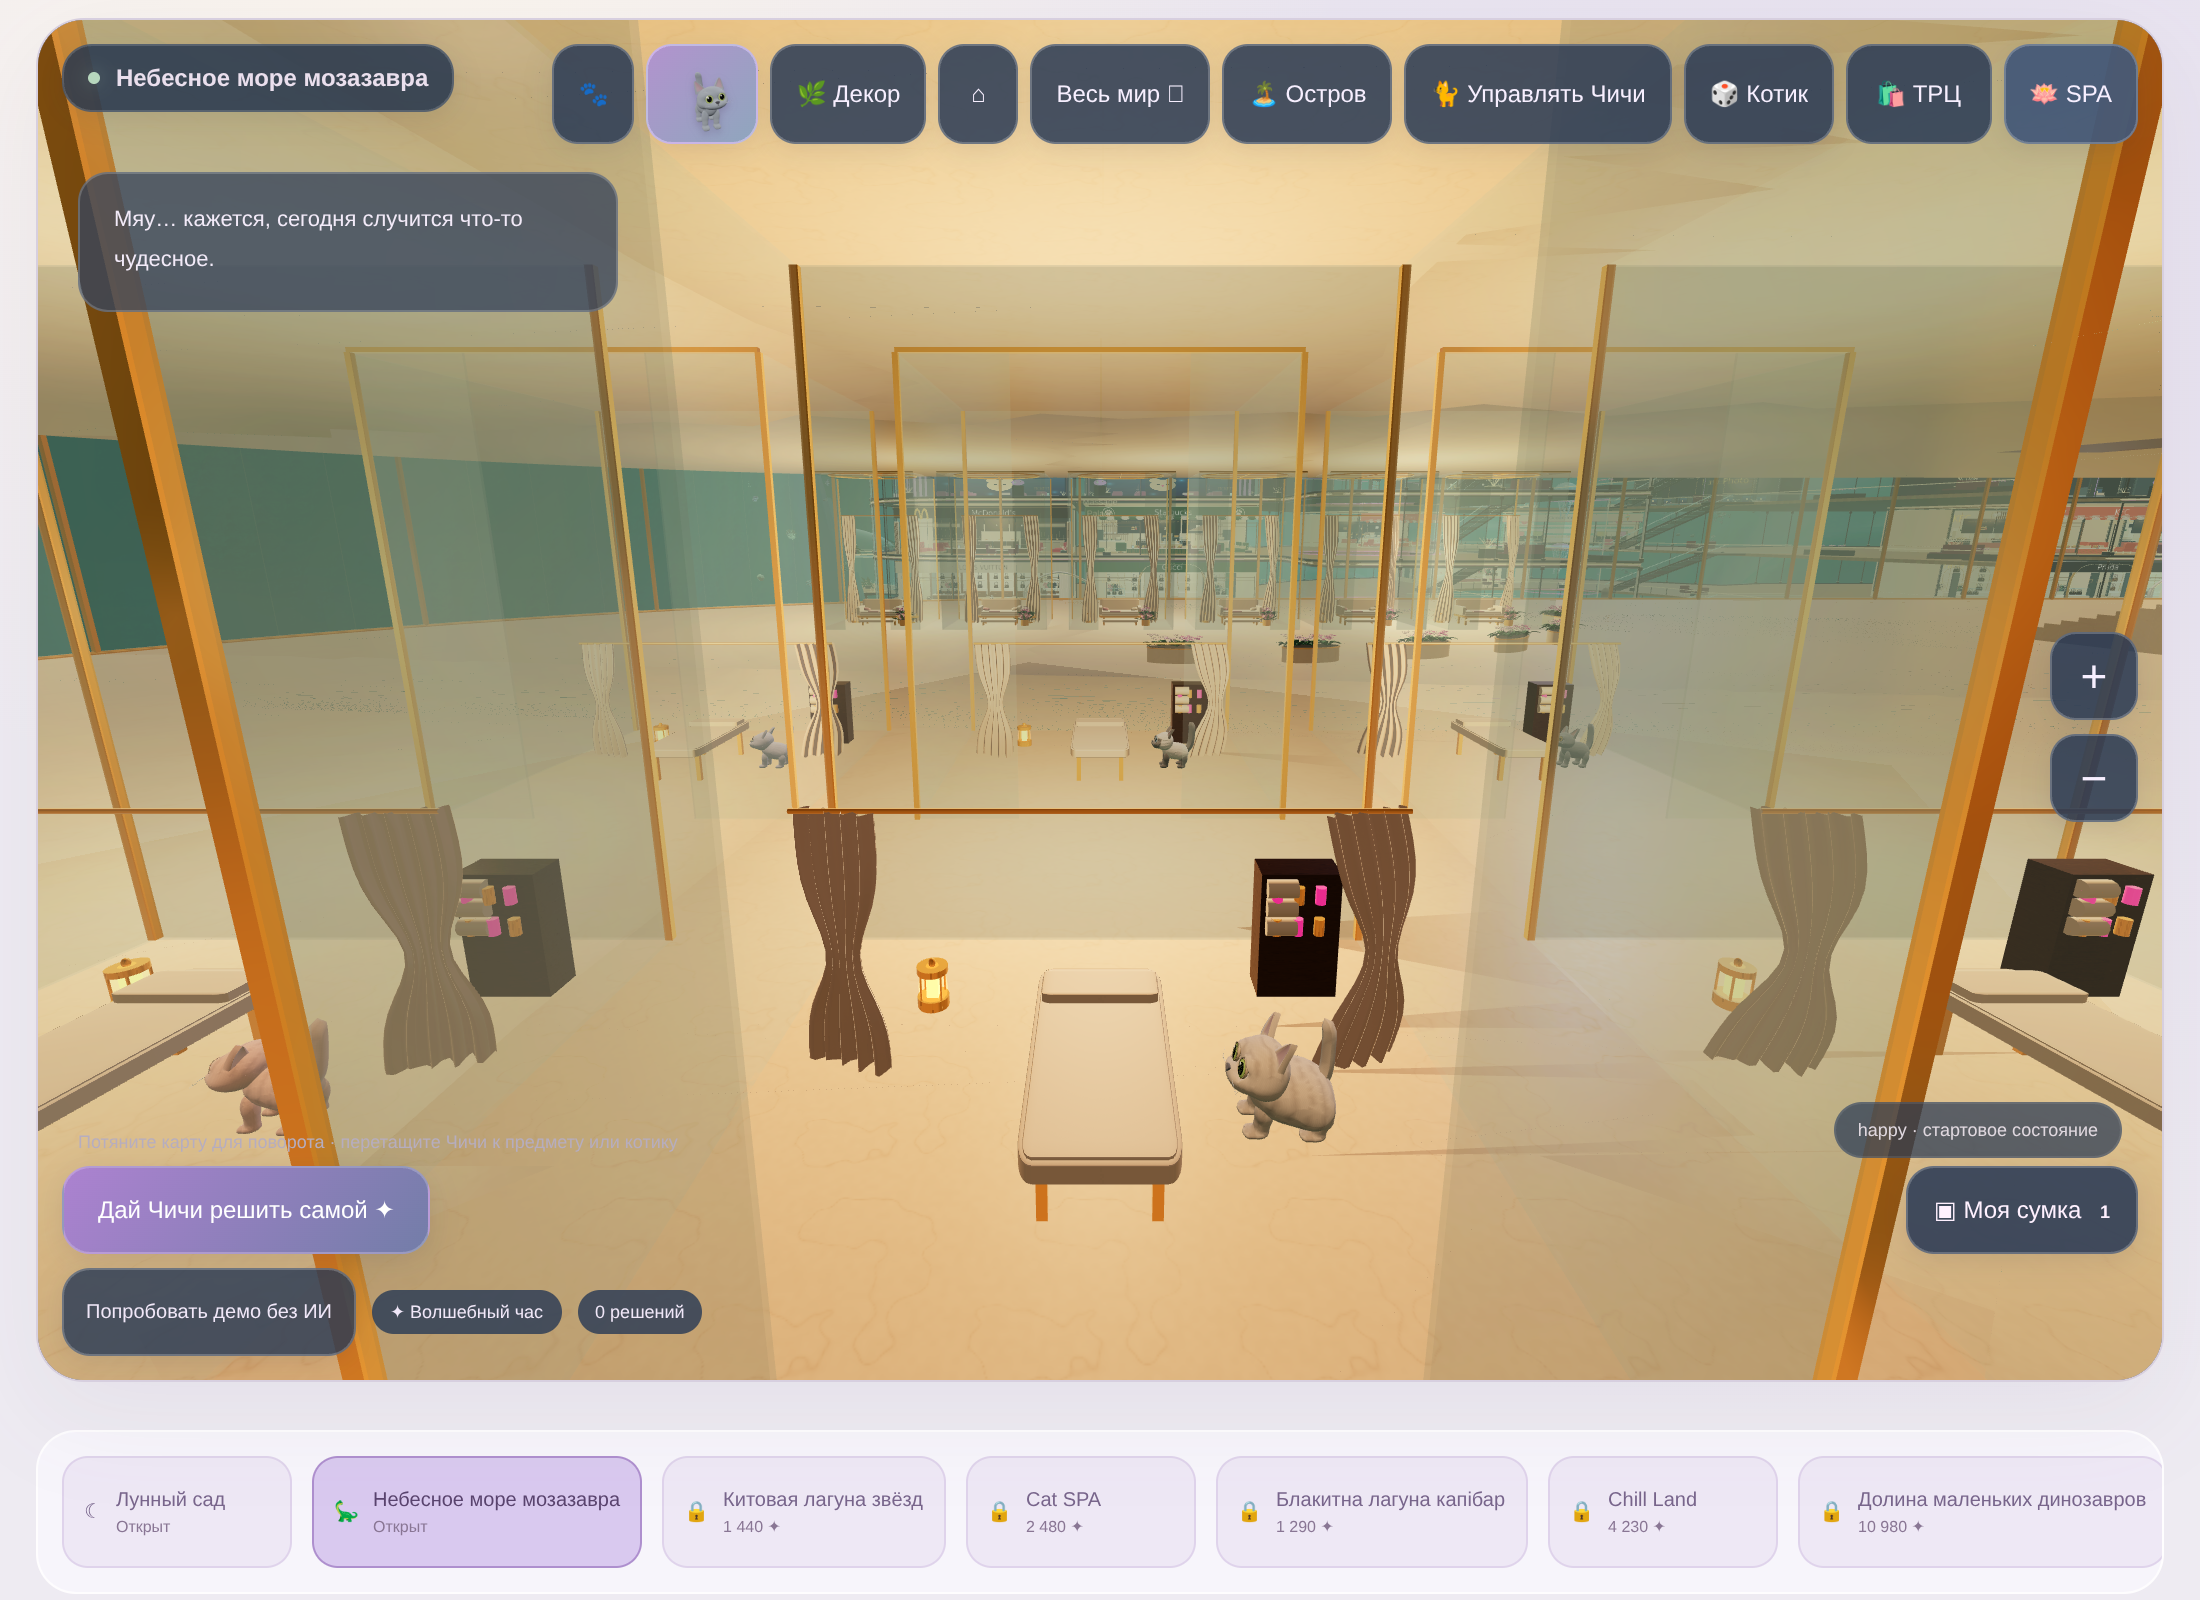 Небесное море мозазавра
🌿 Декор
⌂
Весь мир
🏝️ Остров
🐈 Управлять Чичи
🎲 Котик
🛍️ ТРЦ
🪷 SPA
Мяу… кажется, сегодня случится что-то
чудесное.
McDonald's
Starbucks
Prada
+
−
Потяните карту для поворота · перетащите Чичи к предмету или котику
happy · стартовое состояние
Дай Чичи решить самой ✦
▣ Моя сумка 1
Попробовать демо без ИИ
✦ Волшебный час
0 решений
Лунный сад
Открыт
Небесное море мозазавра
Открыт
Китовая лагуна звёзд
1 440 ✦
Cat SPA
2 480 ✦
Блакитна лагуна капібар
1 290 ✦
Chill Land
4 230 ✦
Долина маленьких динозавров
10 980 ✦